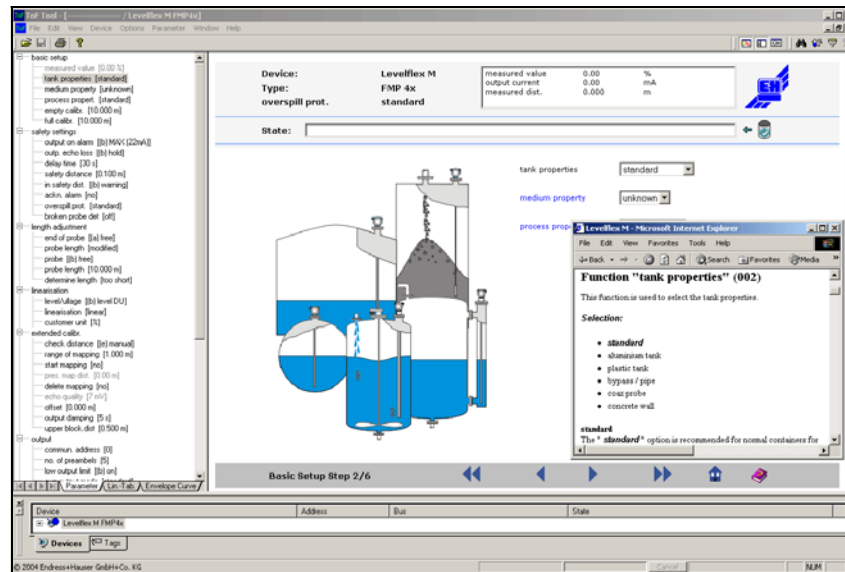 ToF Tool - [--------------- / Levelflex M FMP4x]
File Edit View Device Options Parameter Window Help
basic setup
measured value [0.00 %]
tank properties [standard]
medium property [unknown]
process propert. [standard]
empty calibr. [10.000 m]
full calibr. [10.000 m]
safety settings
output on alarm [(b) MAX (22mA)]
outp. echo loss [(b) hold]
delay time [30 s]
safety distance [0.100 m]
in safety dist. [(b) warning]
ackn. alarm [no]
overspill prot. [standard]
broken probe det [off]
length adjustment
end of probe [(a) free]
probe length [modified]
probe [(b) free]
probe length [10.000 m]
determine length [too short]
linearisation
level/ullage [(b) level DU]
linearisation [linear]
customer unit [%]
extended calibr.
check distance [(e) manual]
range of mapping [1.000 m]
start mapping [no]
pres. map dist. [0.00 m]
delete mapping [no]
echo quality [7 mV]
offset [0.000 m]
output damping [5 s]
upper block.dist [0.500 m]
output
commun. address [0]
no. of preambels [5]
low output limit [(b) on]
Parameter Lin.-Tab. Envelope Curve
Device: Levelflex M
Type: FMP 4x
overspill prot. standard
measured value 0.00 %
output current 0.00 mA
measured dist. 0.000 m
EH
State:
tank properties standard
medium property unknown
process prop
Levelflex M - Microsoft Internet Explorer
File Edit View Favorites Tools Help
Back Search Favorites Media
Function "tank properties" (002)
This function is used to select the tank properties.
Selection:
• standard
• aluminium tank
• plastic tank
• bypass / pipe
• coax probe
• concrete wall
standard
The "standard" option is recommended for normal containers for
Basic Setup Step 2/6
Device Address Bus State
Levelflex M FMP4x
Devices Tags
© 2004 Endress+Hauser GmbH+Co. KG Cancel NUM